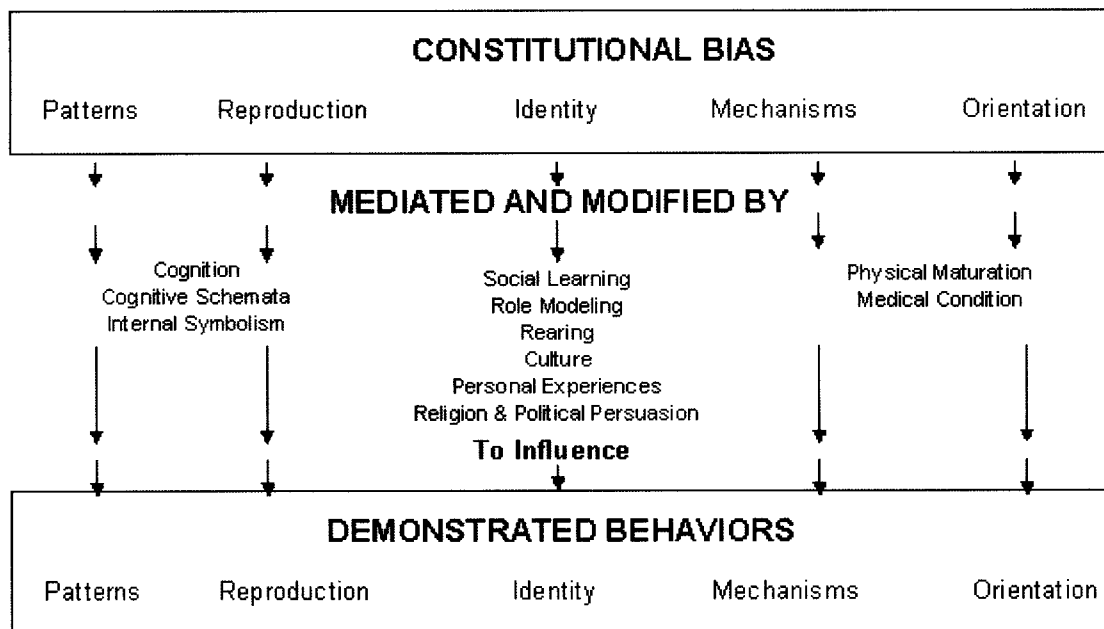 CONSTITUTIONAL BIAS
Patterns Reproduction Identity Mechanisms Orientation
MEDIATED AND MODIFIED BY
Cognition
Cognitive Schemata
Internal Symbolism
Social Learning
Role Modeling
Rearing
Culture
Personal Experiences
Religion & Political Persuasion
Physical Maturation
Medical Condition
To Influence
DEMONSTRATED BEHAVIORS
Patterns Reproduction Identity Mechanisms Orientation